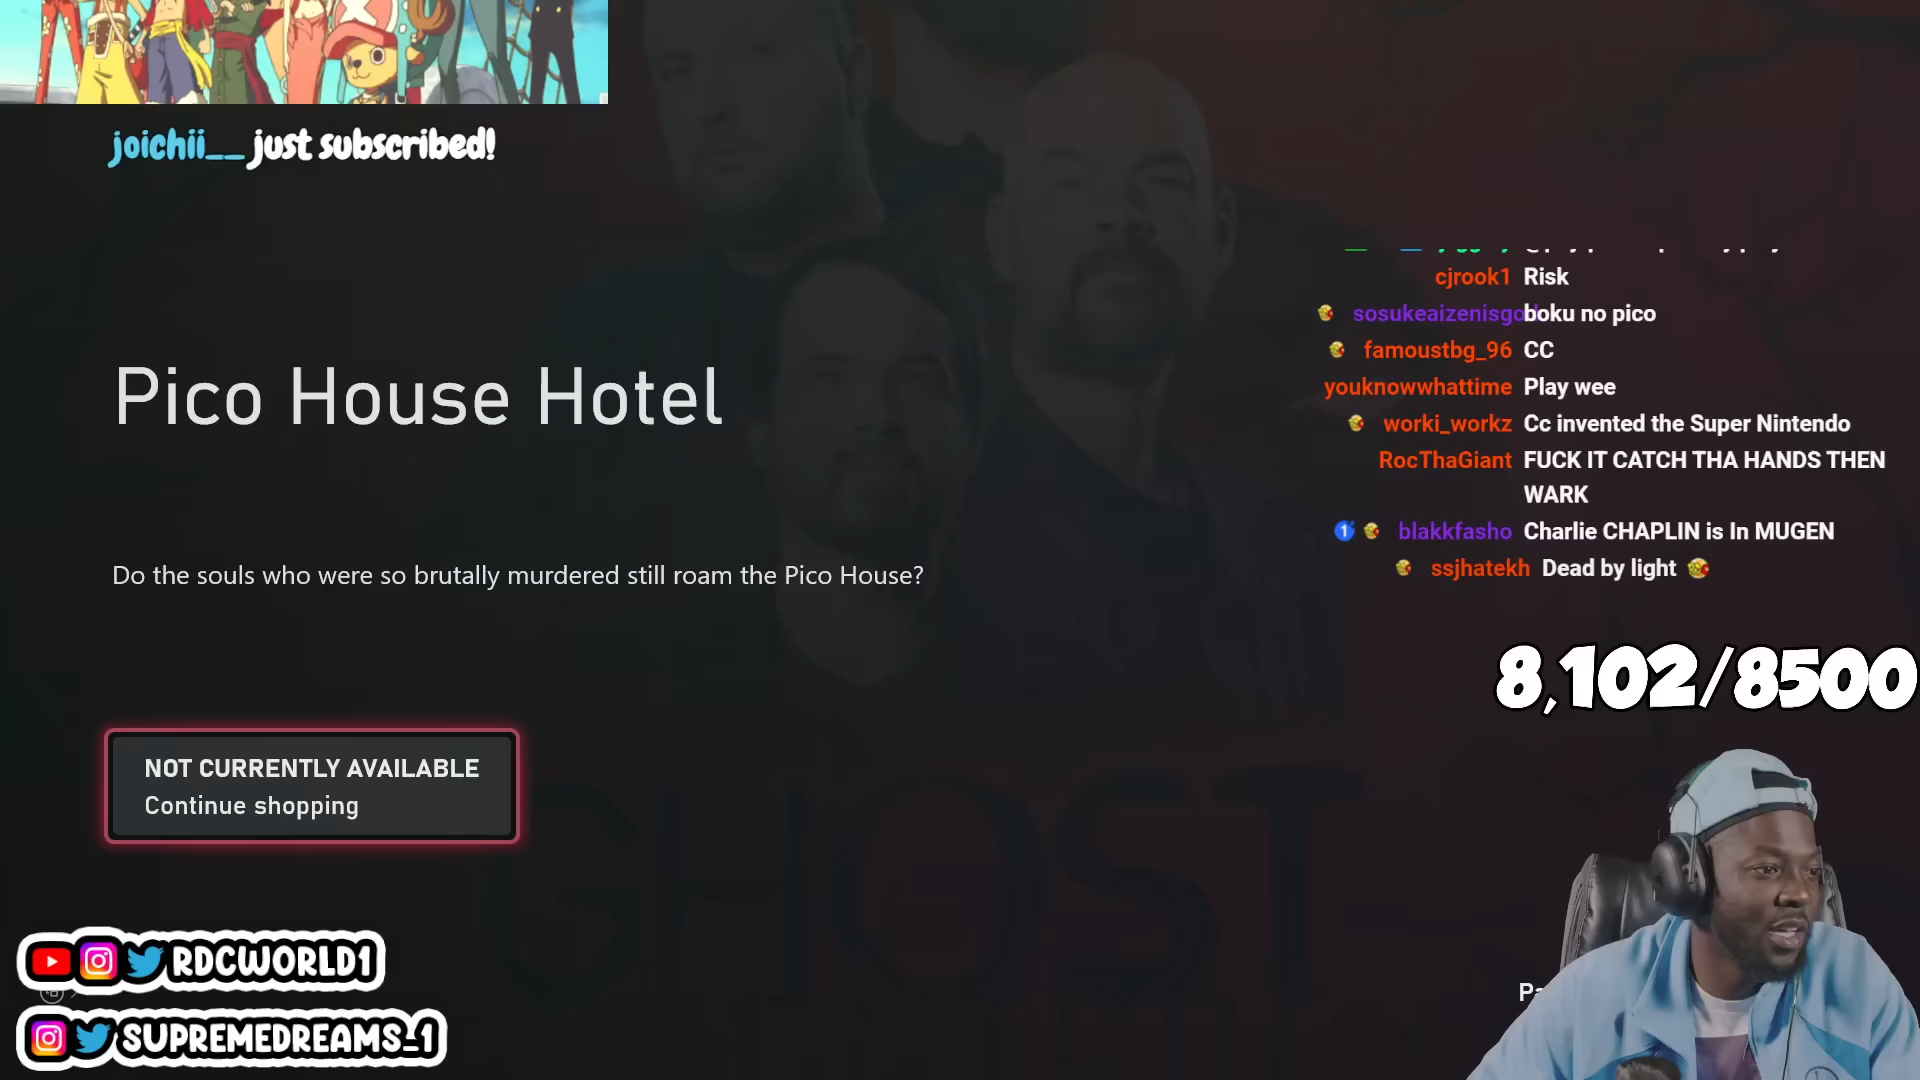 joichii__ just subscribed!
cjrook1 Risk
sosukeaizenisgo boku no pico
famoustbg_96 CC
youknowwhattime Play wee
worki_workz Cc invented the Super Nintendo
RocThaGiant FUCK IT CATCH THA HANDS THEN
WARK
1 blakkfasho Charlie CHAPLIN is In MUGEN
ssjhatekh Dead by light
Pico House Hotel
Do the souls who were so brutally murdered still roam the Pico House?
8,102/8500
NOT CURRENTLY AVAILABLE
Continue shopping
GHOST
RDCWORLD1
SUPREMEDREAMS_1